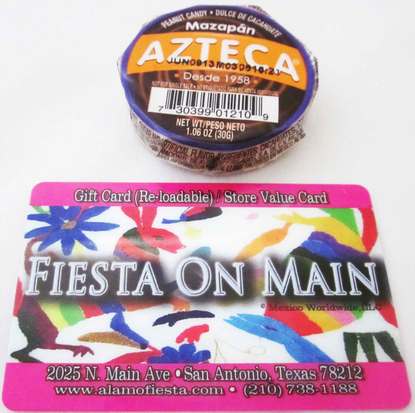 PEANUT CANDY • DULCE DE CACAHUATE
Mazapán
AZTECA
Desde 1958
7 30399 01210 9
NET WT/PESO NETO
1.06 OZ (30G)
Gift Card (Re-loadable) / Store Value Card
FIESTA ON MAIN
© Mexico Worldwide, LLC
2025 N. Main Ave • San Antonio, Texas 78212
www.alamofiesta.com • (210) 738-1188